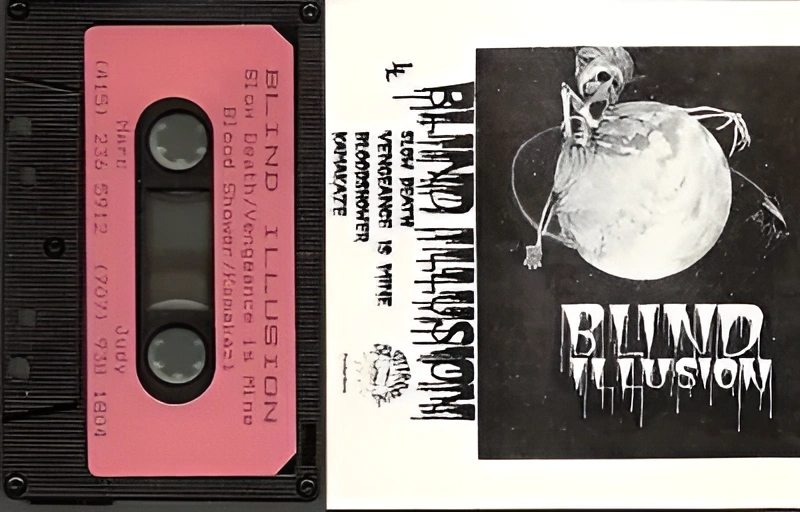 BLIND ILLUSION
Slow Death/Vengeance is Mine
Blood Shower/Kamakazi
Marc
Judy
(415) 236 5912
(707) 938 1804
BLIND ILLUSION
SLOW DEATH
VENGEANCE IS MINE
BLOODSHOWER
KAMAKAZE
BLIND
ILLUSION